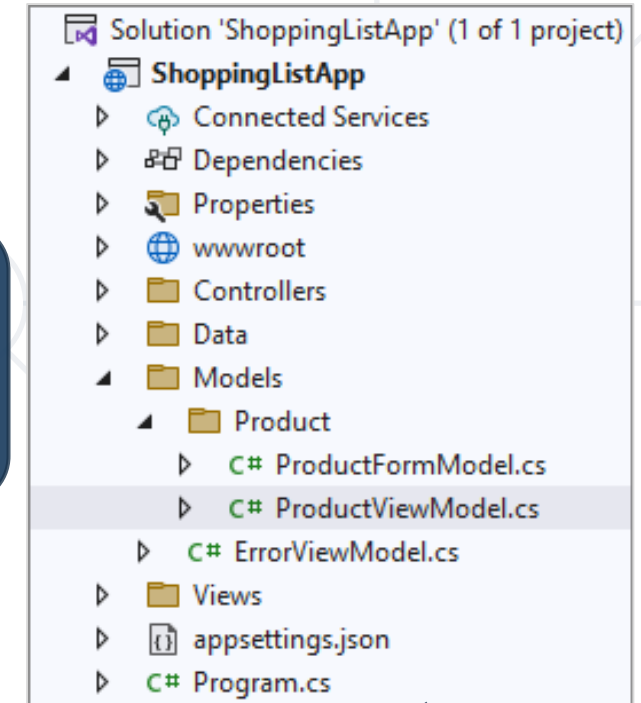 Solution 'ShoppingListApp' (1 of 1 project)
ShoppingListApp
Connected Services
Dependencies
Properties
wwwroot
Controllers
Data
Models
Product
C# ProductFormModel.cs
C# ProductViewModel.cs
C# ErrorViewModel.cs
Views
appsettings.json
C# Program.cs